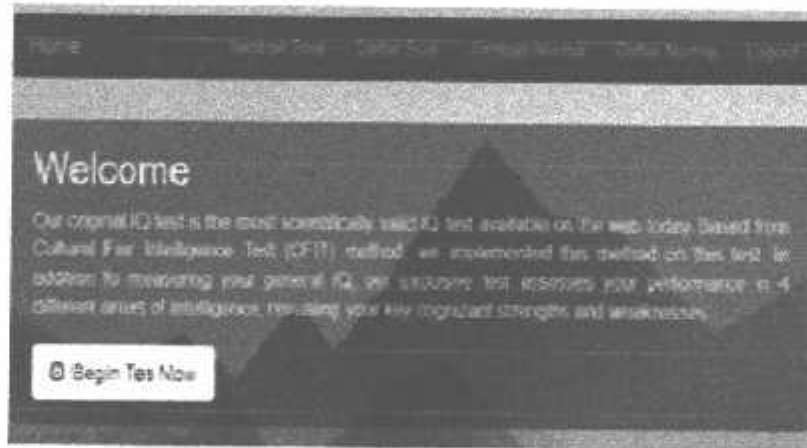 Home Logout
Welcome
Our original IQ test is the most scientifically valid IQ test available on the web today. Based from
Cultural Fair Intelligence Test (CFIT) method, we implemented this method on this test. In
addition to measuring your general IQ, our test assesses your performance in 4
different areas of intelligence, revealing your key cognizant strengths and weaknesses.
Begin Tes Now